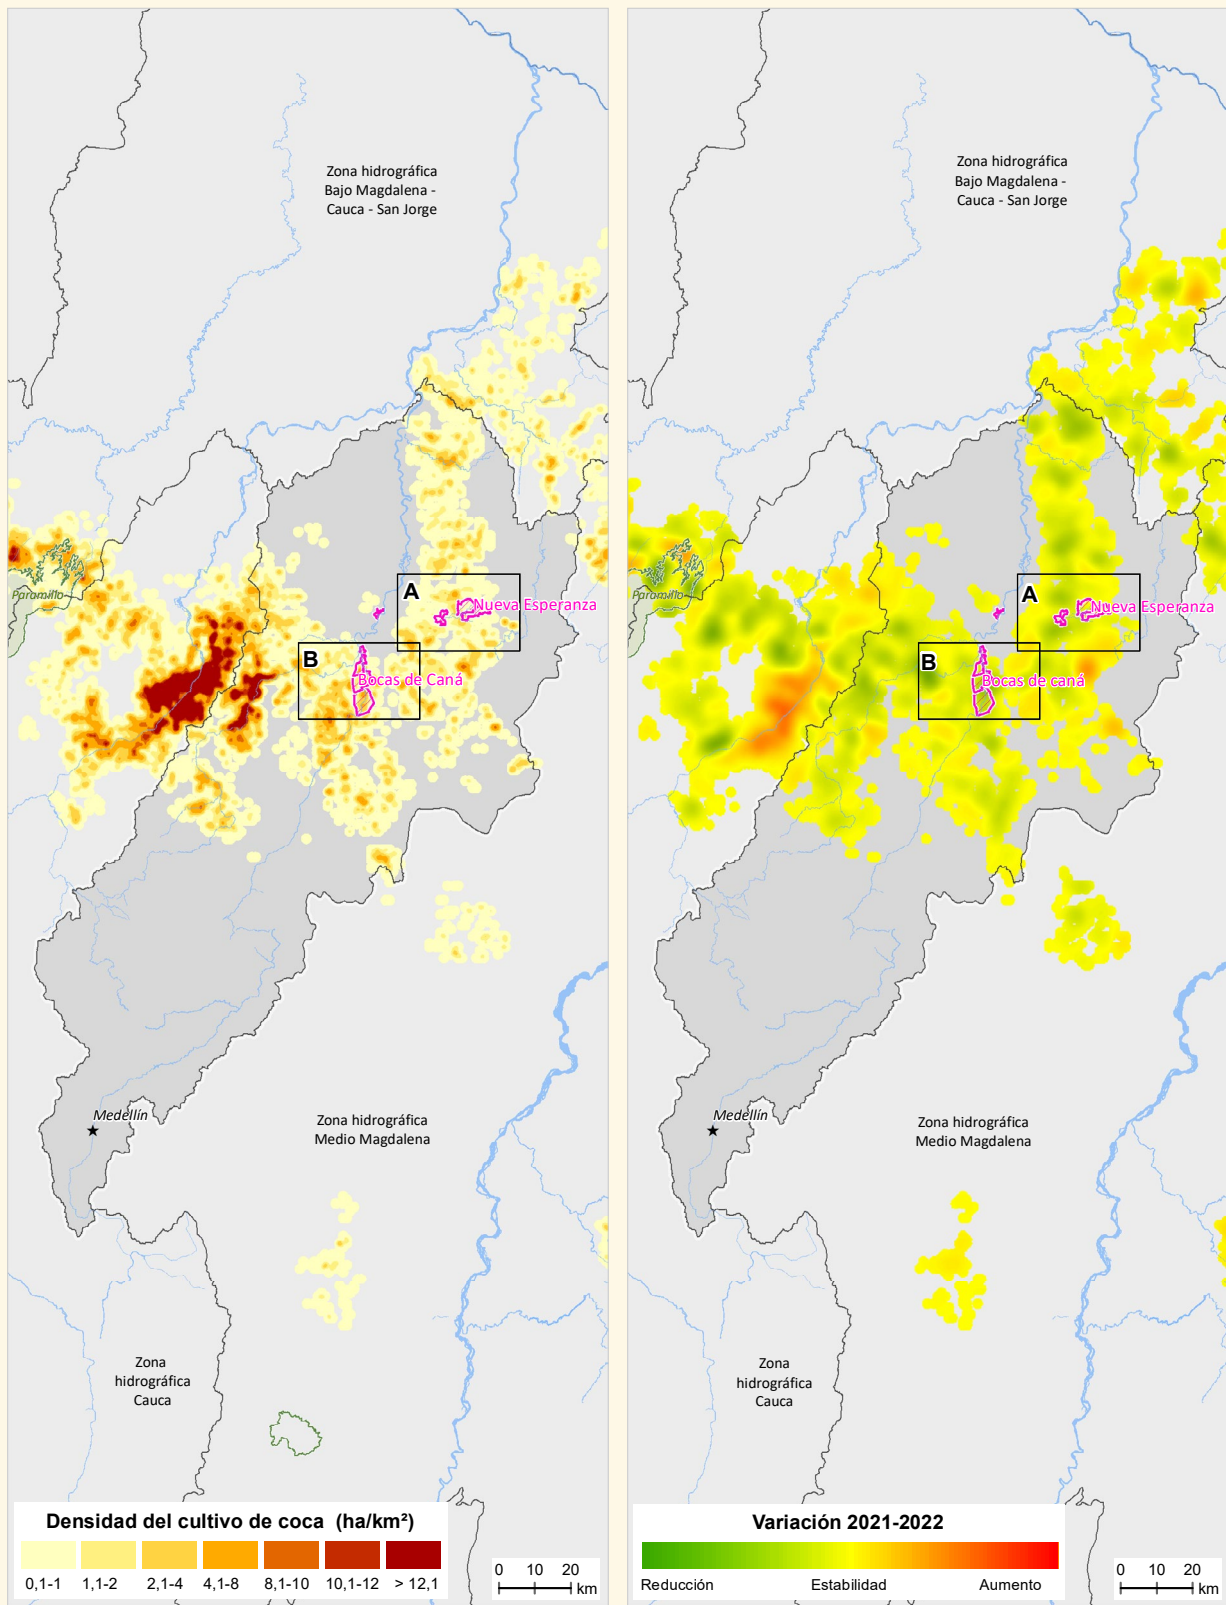 Zona hidrográfica
Bajo Magdalena -
Cauca - San Jorge
Paramillo
A
Nueva Esperanza
B
Bocas de Caná
Medellín
Zona hidrográfica
Medio Magdalena
Zona
hidrográfica
Cauca
Densidad del cultivo de coca (ha/km²)
0,1-1 1,1-2 2,1-4 4,1-8 8,1-10 10,1-12 > 12,1
0 10 20
km
Zona hidrográfica
Bajo Magdalena -
Cauca - San Jorge
Paramillo
A
Nueva Esperanza
B
Bocas de caná
Medellín
Zona hidrográfica
Medio Magdalena
Zona
hidrográfica
Cauca
Variación 2021-2022
Reducción Estabilidad Aumento
0 10 20
km